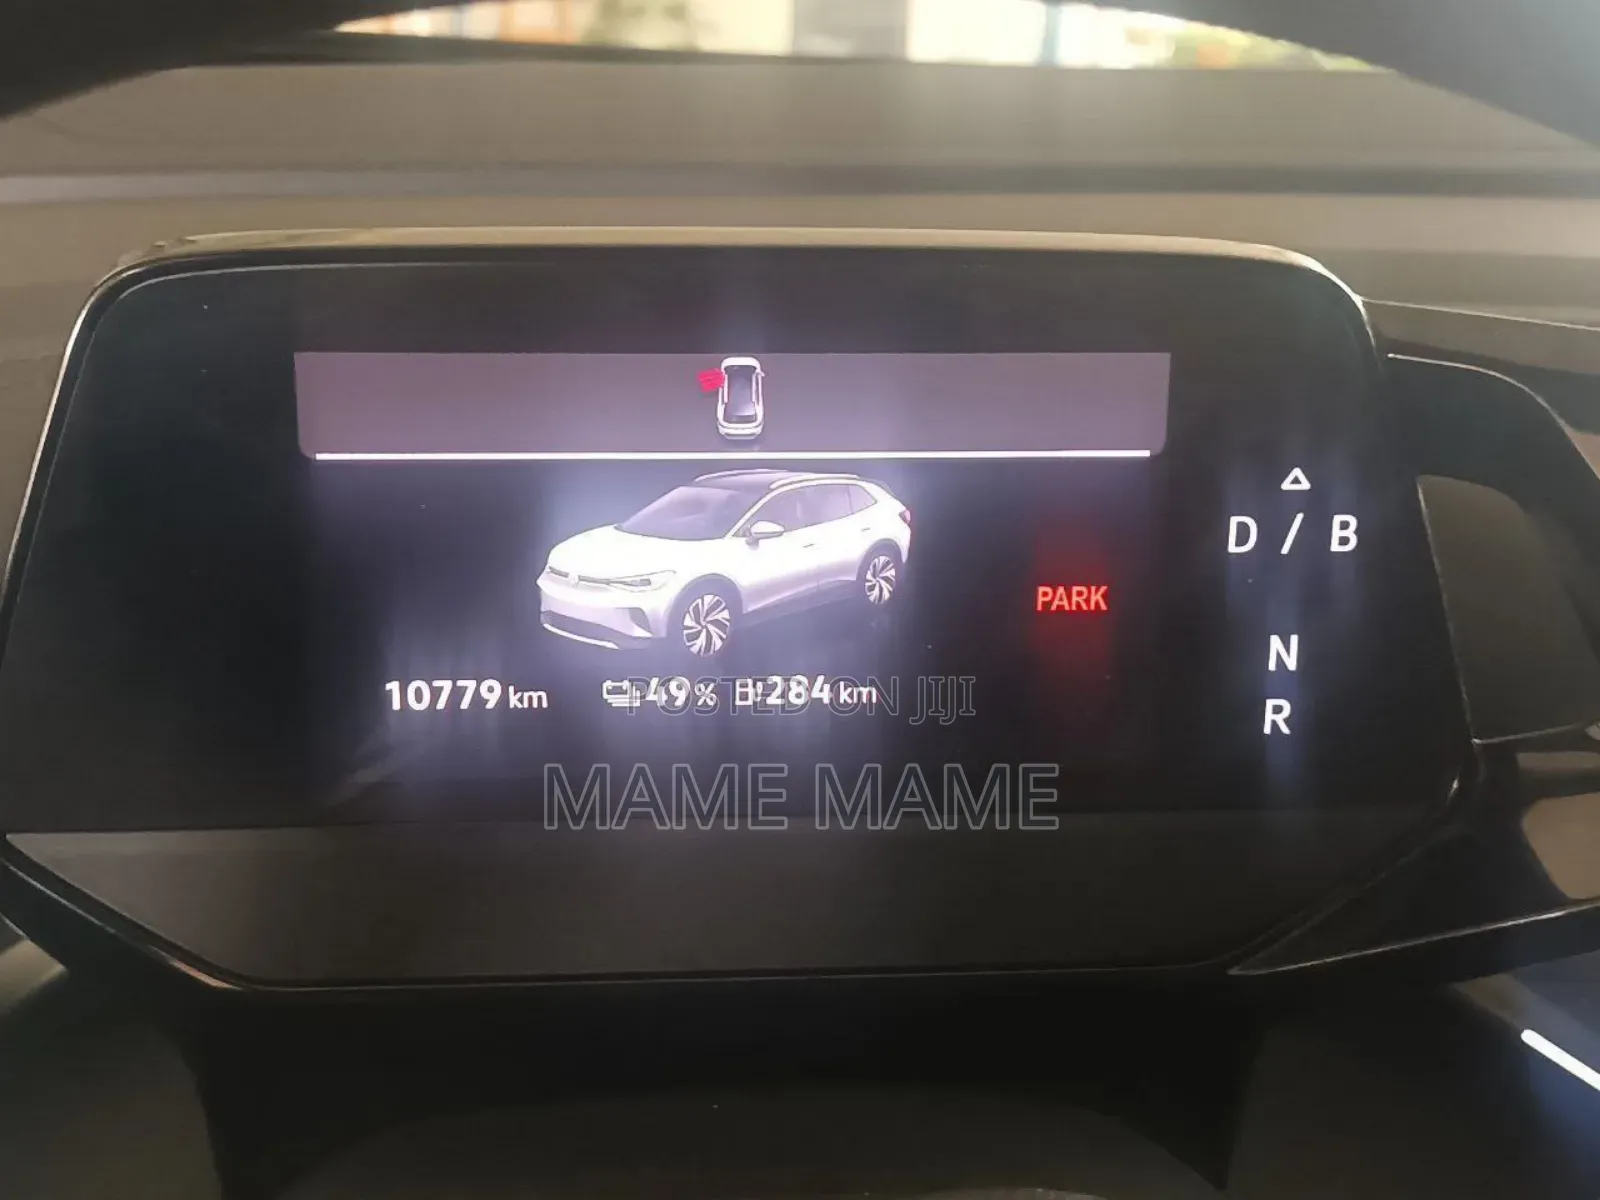 D / B
PARK
N
10779 km 49 % 284 km
R
POSTED ON JIJI
MAME MAME